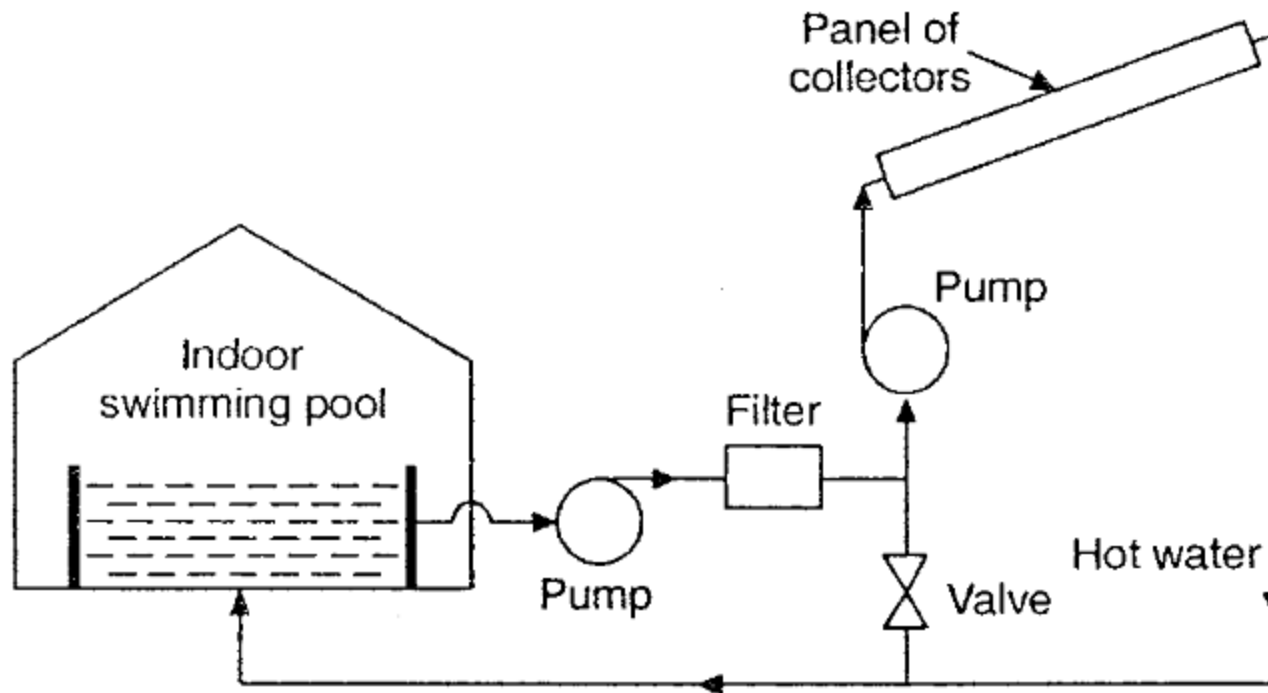 Panel of
collectors
Pump
Indoor
swimming pool
Filter
Hot water
Pump
Valve